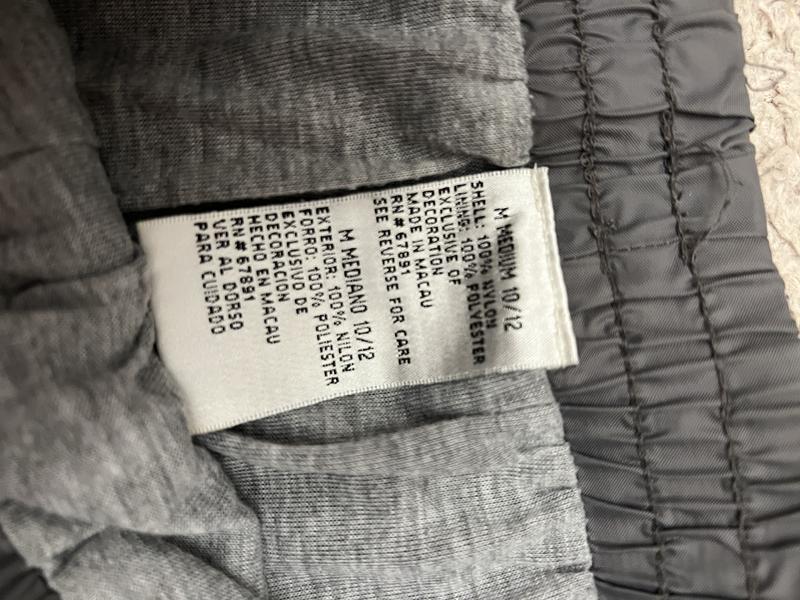 M MEDIUM 10/12
SHELL: 100% NYLON
LINING: 100% POLYESTER
EXCLUSIVE OF
DECORATION
MADE IN MACAU
RN# 67891
SEE REVERSE FOR CARE
M MEDIANO 10/12
EXTERIOR: 100% NILON
FORRO: 100% POLIESTER
EXCLUSIVO DE
DECORACION
HECHO EN MACAU
RN# 67891
VER AL DORSO
PARA CUIDADO